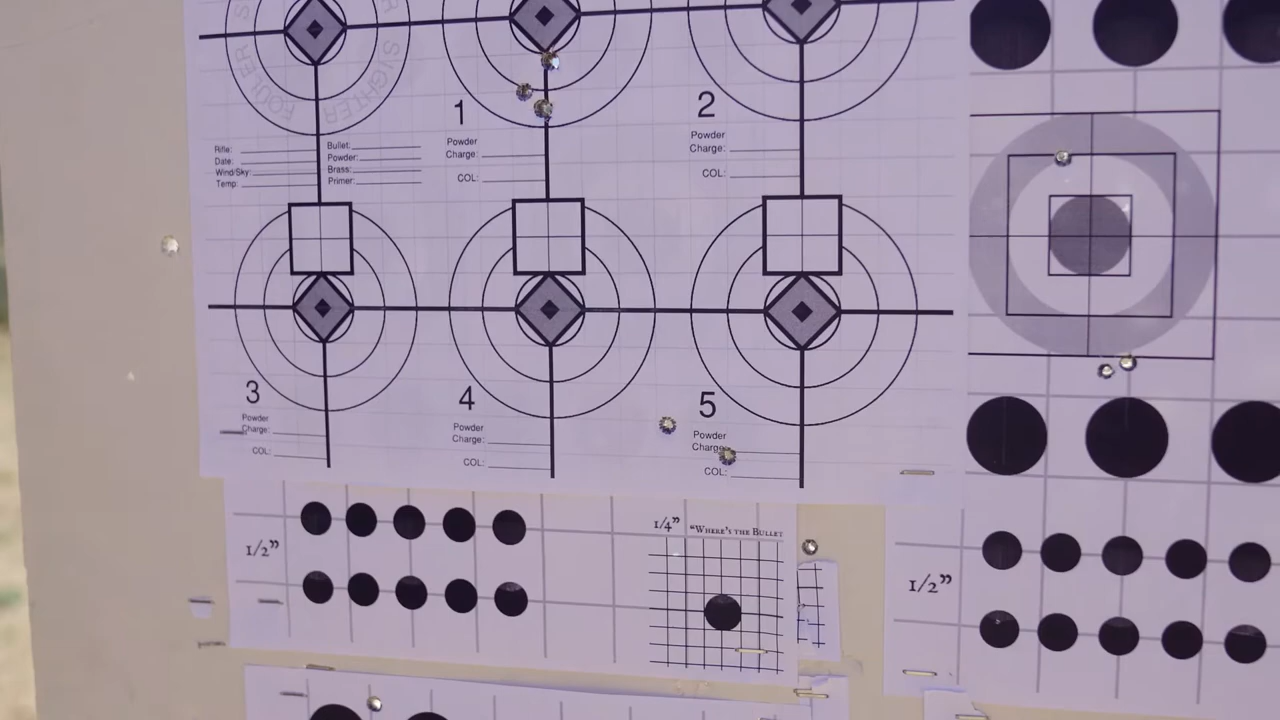 FOULER
SIGHTER
1
Powder
Charge:
COL:
2
Powder
Charge:
COL:
Rifle:
Date:
Wind/Sky:
Temp:
Bullet:
Powder:
Brass:
Primer:
3
Powder
Charge:
COL:
4
Powder
Charge:
COL:
5
Powder
Charge:
COL:
1/2”
1/4” “Where's the Bullet
1/2”